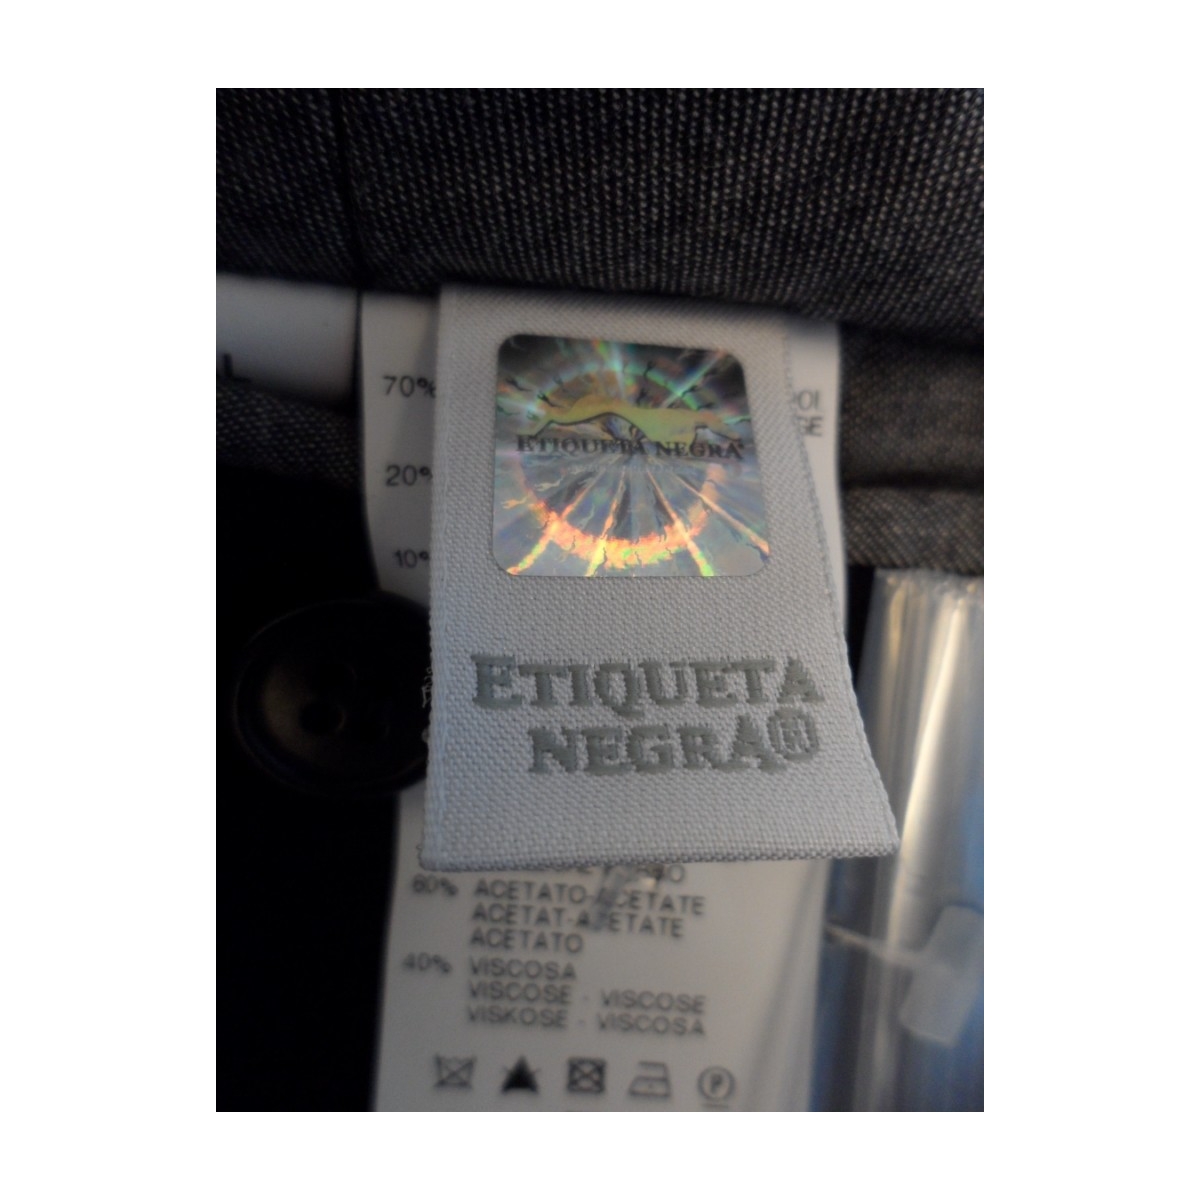 70%
20%
10%
ETIQUETA NEGRA
ETIQUETA
NEGRA®
60% ACETATO-ACETATE
ACETAT-ACETATE
ACETATO
40% VISCOSA
VISCOSE - VISCOSE
VISKOSE - VISCOSA
P